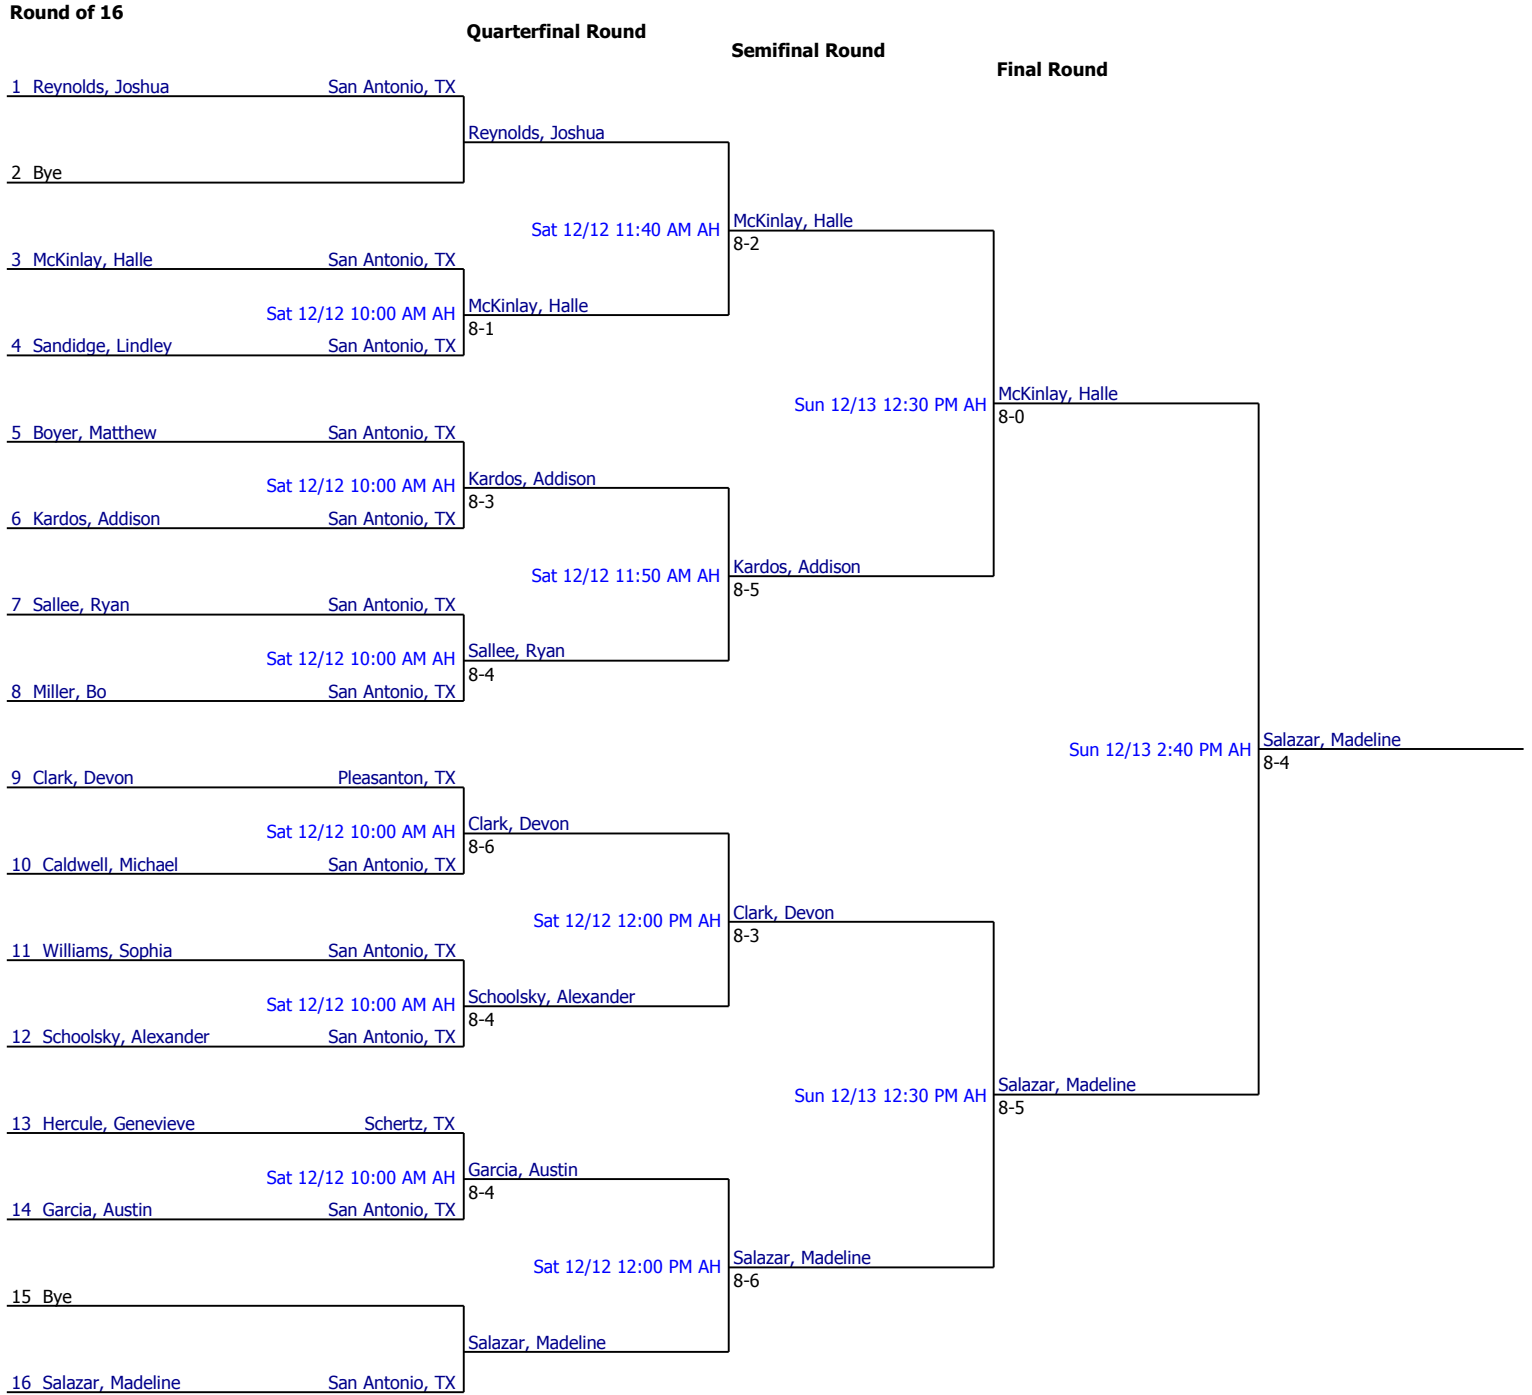 Round of 16
Quarterfinal Round
Semifinal Round
Final Round
1 Reynolds, Joshua San Antonio, TX
Reynolds, Joshua
2 Bye
Sat 12/12 11:40 AM AH McKinlay, Halle
8-2
3 McKinlay, Halle San Antonio, TX
Sat 12/12 10:00 AM AH McKinlay, Halle
8-1
4 Sandidge, Lindley San Antonio, TX
Sun 12/13 12:30 PM AH McKinlay, Halle
8-0
5 Boyer, Matthew San Antonio, TX
Sat 12/12 10:00 AM AH Kardos, Addison
8-3
6 Kardos, Addison San Antonio, TX
Sat 12/12 11:50 AM AH Kardos, Addison
8-5
7 Sallee, Ryan San Antonio, TX
Sat 12/12 10:00 AM AH Sallee, Ryan
8-4
8 Miller, Bo San Antonio, TX
Sun 12/13 2:40 PM AH Salazar, Madeline
8-4
9 Clark, Devon Pleasanton, TX
Sat 12/12 10:00 AM AH Clark, Devon
8-6
10 Caldwell, Michael San Antonio, TX
Sat 12/12 12:00 PM AH Clark, Devon
8-3
11 Williams, Sophia San Antonio, TX
Sat 12/12 10:00 AM AH Schoolsky, Alexander
8-4
12 Schoolsky, Alexander San Antonio, TX
Sun 12/13 12:30 PM AH Salazar, Madeline
8-5
13 Hercule, Genevieve Schertz, TX
Sat 12/12 10:00 AM AH Garcia, Austin
8-4
14 Garcia, Austin San Antonio, TX
Sat 12/12 12:00 PM AH Salazar, Madeline
8-6
15 Bye
Salazar, Madeline
16 Salazar, Madeline San Antonio, TX